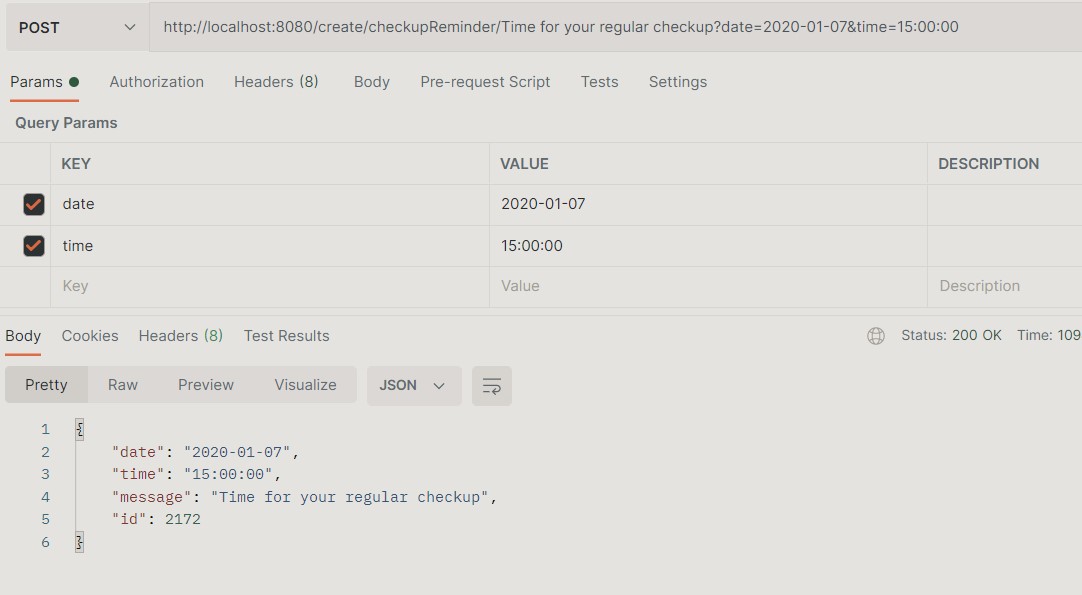 POST http://localhost:8080/create/checkupReminder/Time for your regular checkup?date=2020-01-07&time=15:00:00
Params Authorization Headers (8) Body Pre-request Script Tests Settings
Query Params
KEY VALUE DESCRIPTION
date 2020-01-07
time 15:00:00
Key Value Description
Body Cookies Headers (8) Test Results Status: 200 OK Time: 109
Pretty Raw Preview Visualize JSON
1 {
2 "date": "2020-01-07",
3 "time": "15:00:00",
4 "message": "Time for your regular checkup",
5 "id": 2172
6 }